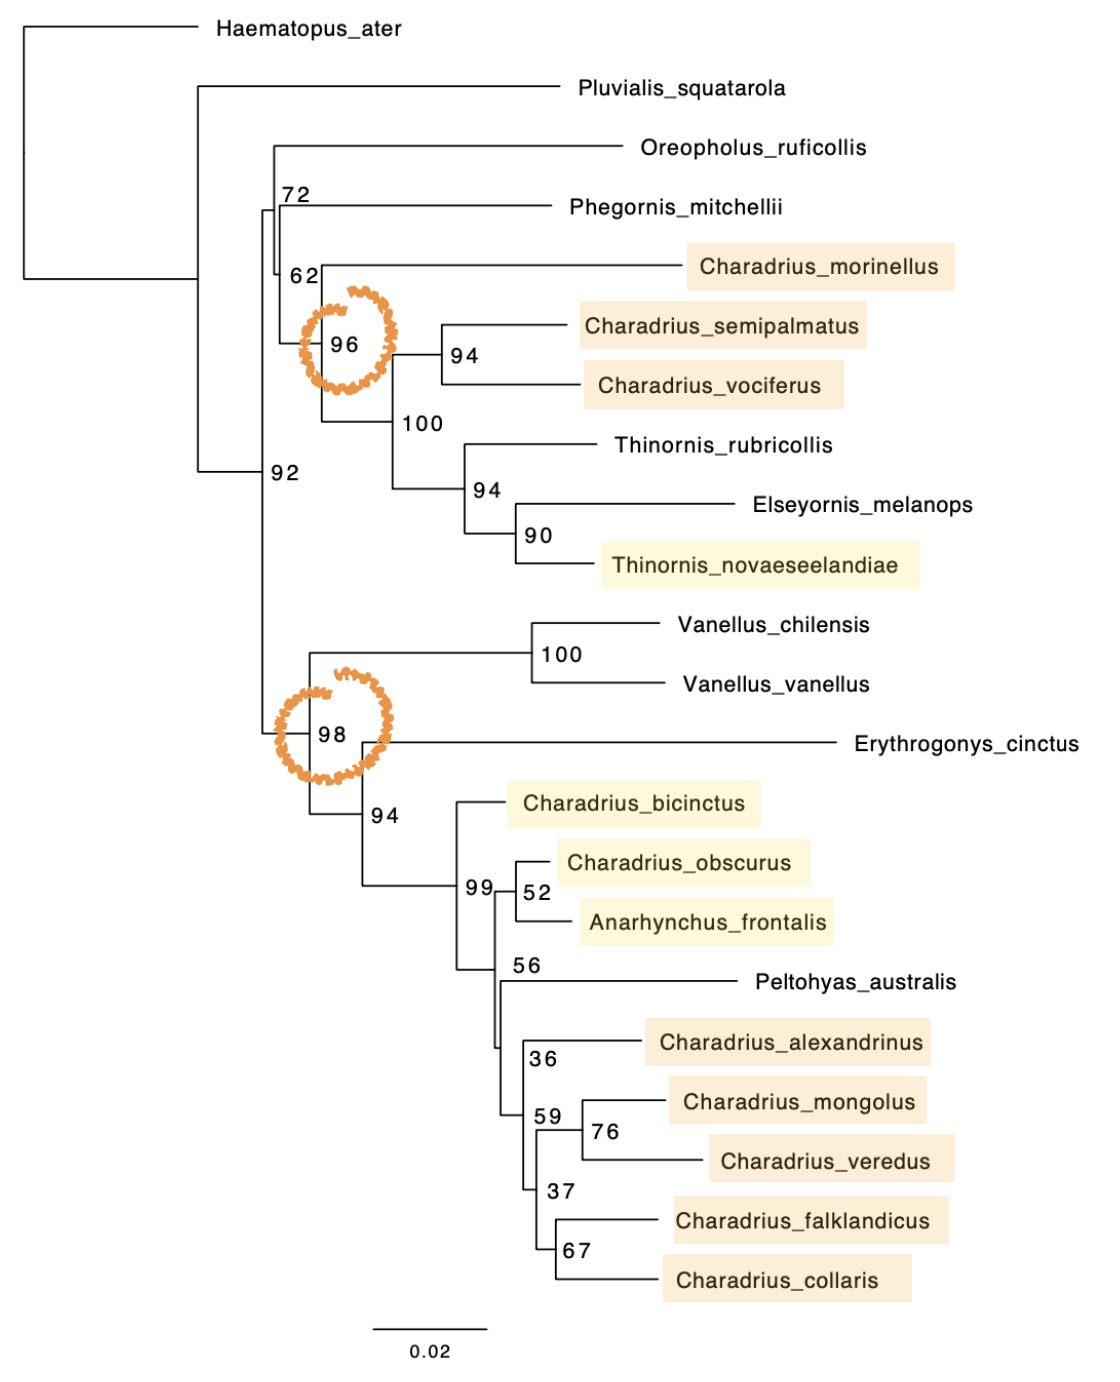 Haematopus_ater
Pluvialis_squatarola
Oreopholus_ruficollis
72
Phegornis_mitchellii
62
Charadrius_morinellus
Charadrius_semipalmatus
96
94
Charadrius_vociferus
100
Thinornis_rubricollis
92
94
Elseyornis_melanops
90
Thinornis_novaeseelandiae
Vanellus_chilensis
100
Vanellus_vanellus
98
Erythrogonys_cinctus
Charadrius_bicinctus
94
Charadrius_obscurus
99
52
Anarhynchus_frontalis
56
Peltohyas_australis
Charadrius_alexandrinus
36
Charadrius_mongolus
59
76
Charadrius_veredus
37
Charadrius_falklandicus
67
Charadrius_collaris
0.02